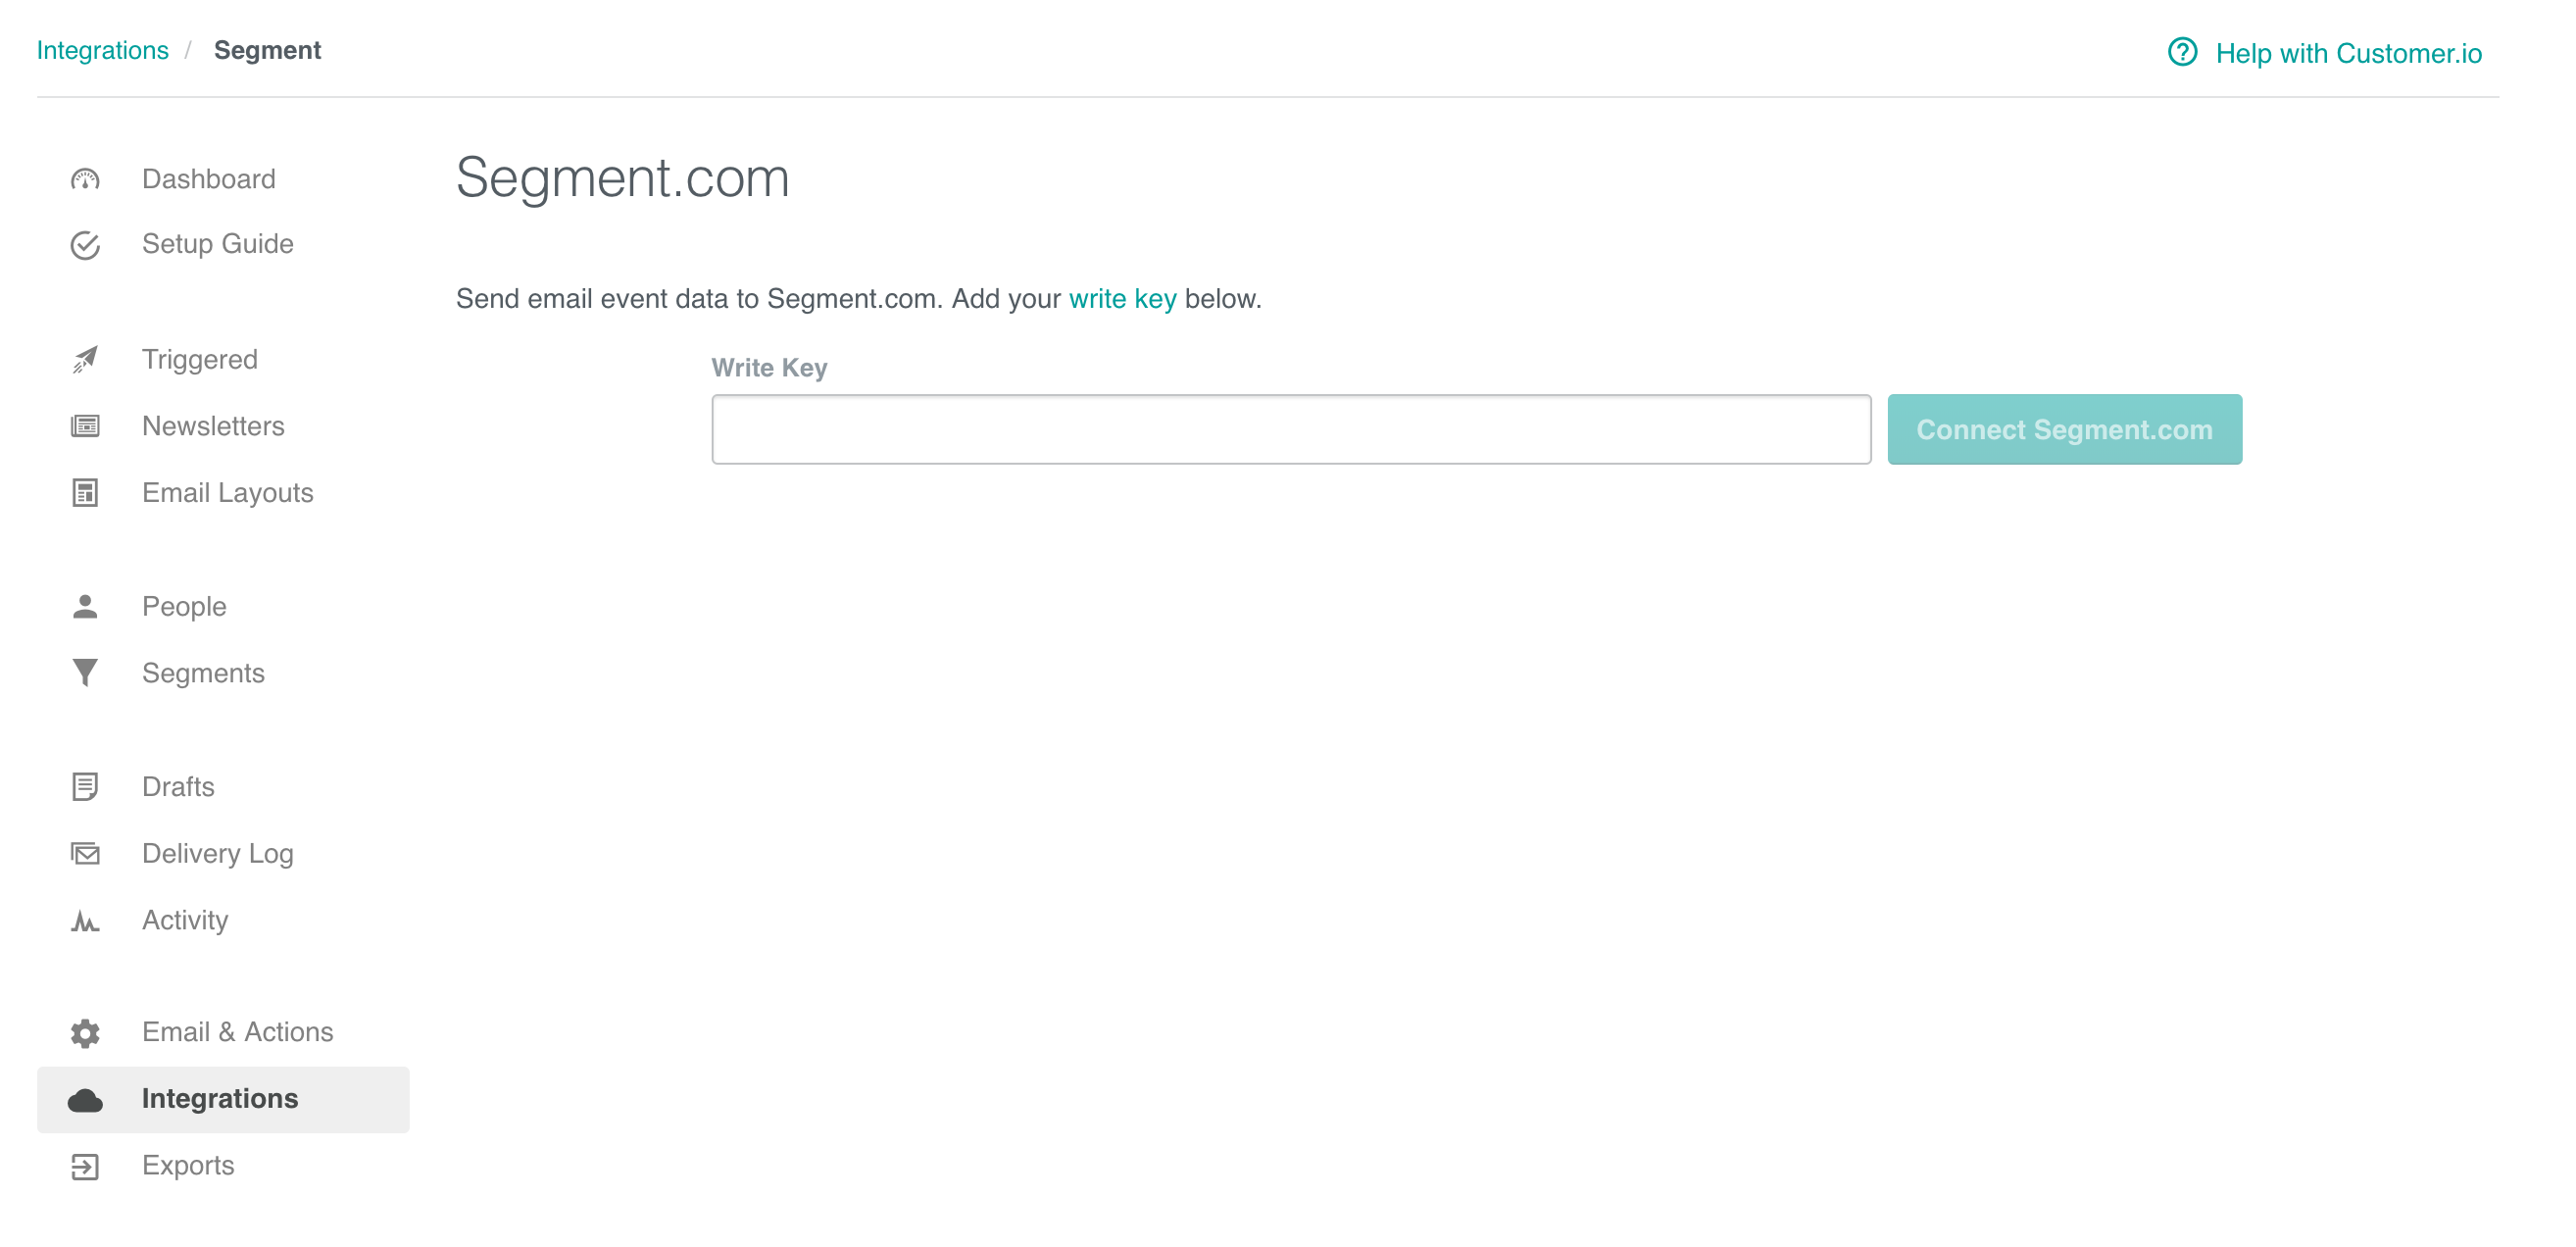 Integrations / Segment
Help with Customer.io
Dashboard
Setup Guide
Triggered
Newsletters
Email Layouts
People
Segments
Drafts
Delivery Log
Activity
Email & Actions
Integrations
Exports
Segment.com
Send email event data to Segment.com. Add your write key below.
Write Key
Connect Segment.com